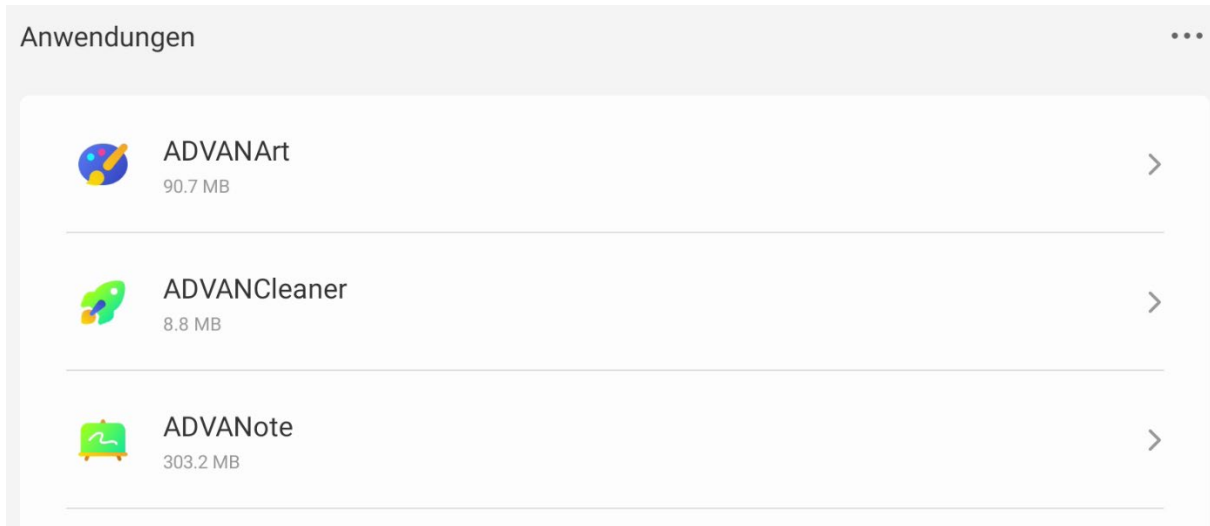 Anwendungen
ADVANArt
90.7 MB
ADVANCleaner
8.8 MB
ADVANote
303.2 MB